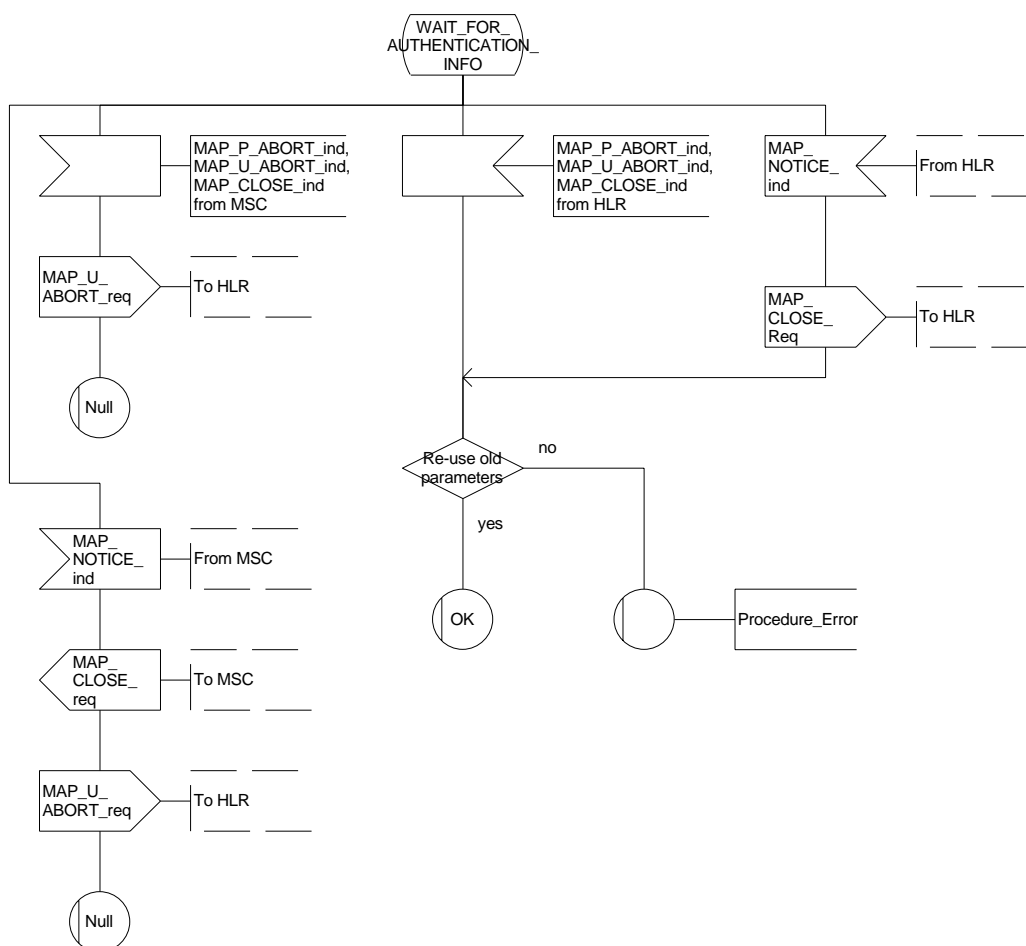 WAIT_FOR_
AUTHENTICATION_
INFO
MAP_P_ABORT_ind,
MAP_U_ABORT_ind,
MAP_CLOSE_ind
from MSC
MAP_P_ABORT_ind,
MAP_U_ABORT_ind,
MAP_CLOSE_ind
from HLR
MAP_
NOTICE_
ind
From HLR
MAP_U_
ABORT_req
To HLR
MAP_
CLOSE_
Req
To HLR
Null
Re-use old
parameters
no
yes
MAP_
NOTICE_
ind
From MSC
OK
Procedure_Error
MAP_
CLOSE_
req
To MSC
MAP_U_
ABORT_req
To HLR
Null